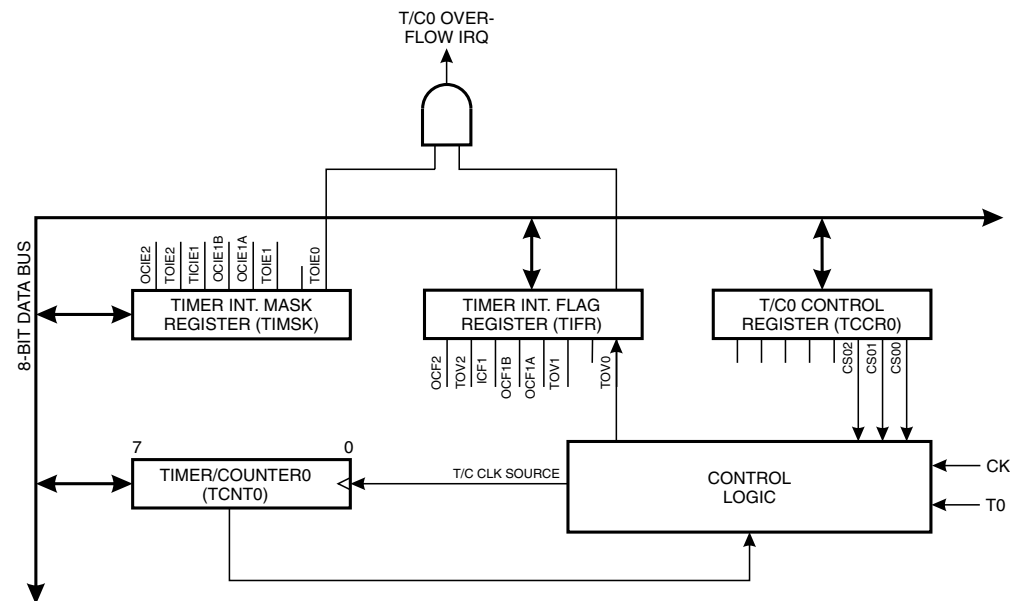 T/C0 OVER-
FLOW IRQ
8-BIT DATA BUS
OCIE2
TOIE2
TICIE1
OCIE1B
OCIE1A
TOIE1
TOIE0
TIMER INT. MASK
REGISTER (TIMSK)
TIMER INT. FLAG
REGISTER (TIFR)
T/C0 CONTROL
REGISTER (TCCR0)
OCF2
TOV2
ICF1
OCF1B
OCF1A
TOV1
TOV0
CS02
CS01
CS00
7
0
TIMER/COUNTER0
(TCNT0)
T/C CLK SOURCE
CONTROL
LOGIC
CK
T0